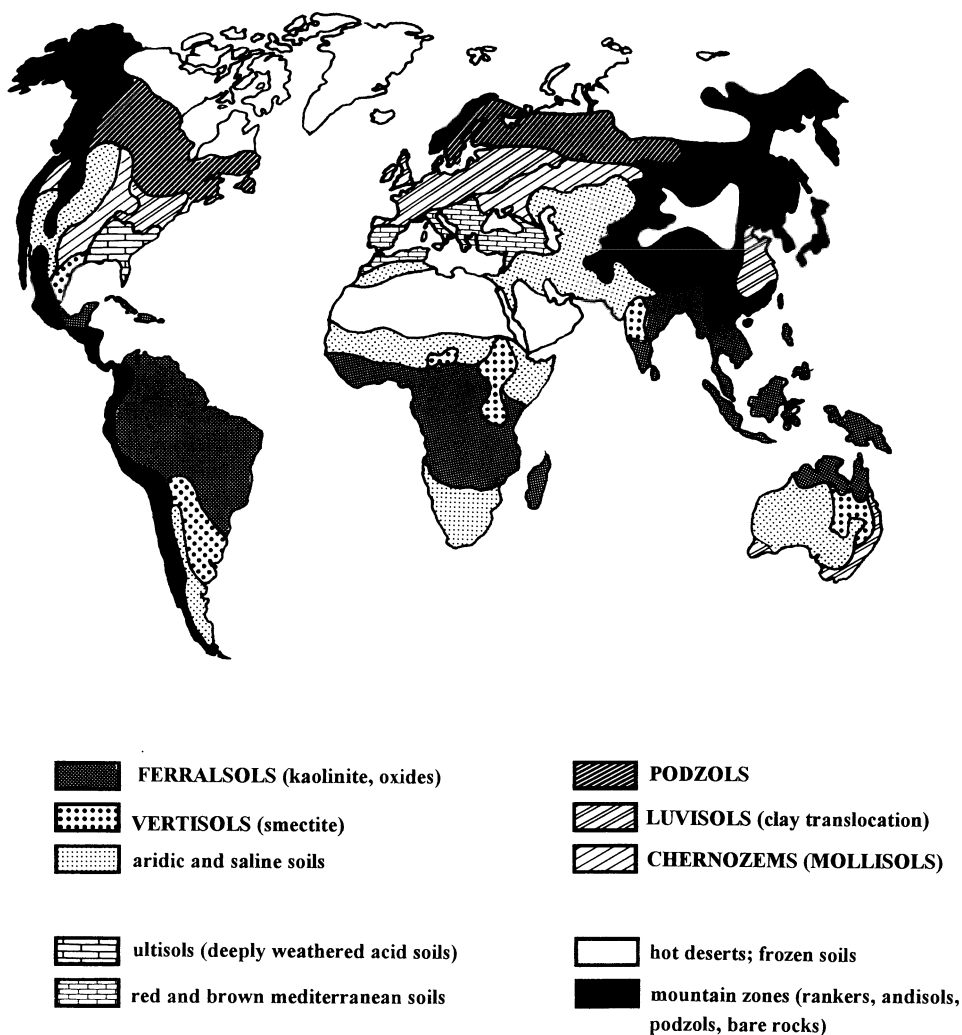 FERRALSOLS (kaolinite, oxides)
VERTISOLS (smectite)
aridic and saline soils
ultisols (deeply weathered acid soils)
red and brown mediterranean soils
PODZOLS
LUVISOLS (clay translocation)
CHERNOZEMS (MOLLISOLS)
hot deserts; frozen soils
mountain zones (rankers, andisols,
podzols, bare rocks)